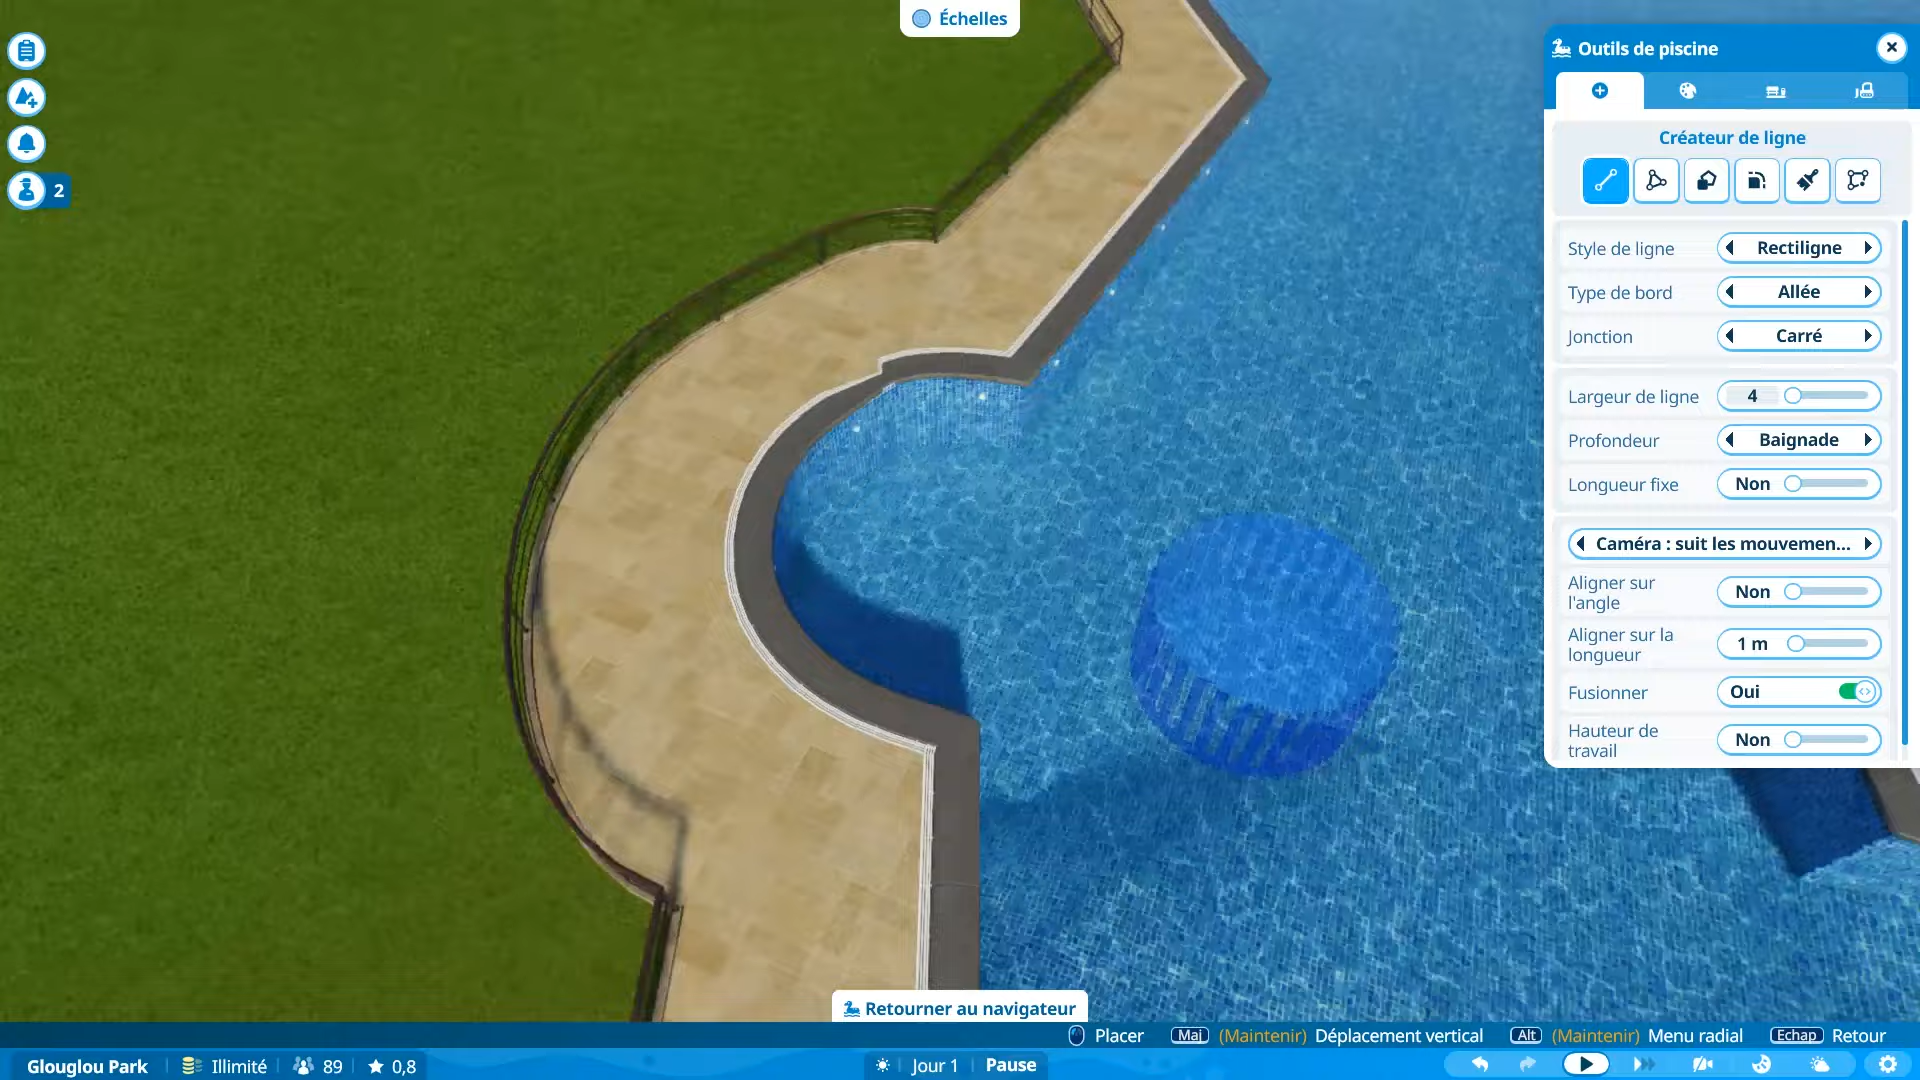 Échelles
2
Outils de piscine
Créateur de ligne
Style de ligne
Rectiligne
Type de bord
Allée
Jonction
Carré
Largeur de ligne
4
Profondeur
Baignade
Longueur fixe
Non
Caméra : suit les mouvemen...
Aligner sur
l'angle
Non
Aligner sur la
longueur
1 m
Fusionner
Oui
Hauteur de
travail
Non
Retournez au navigateur
Placer
Maj (Maintenir) Déplacement vertical
Alt (Maintenir) Menu radial
Echap Retour
Glouglou Park
Illimité
89
0,8
Jour 1
Pause